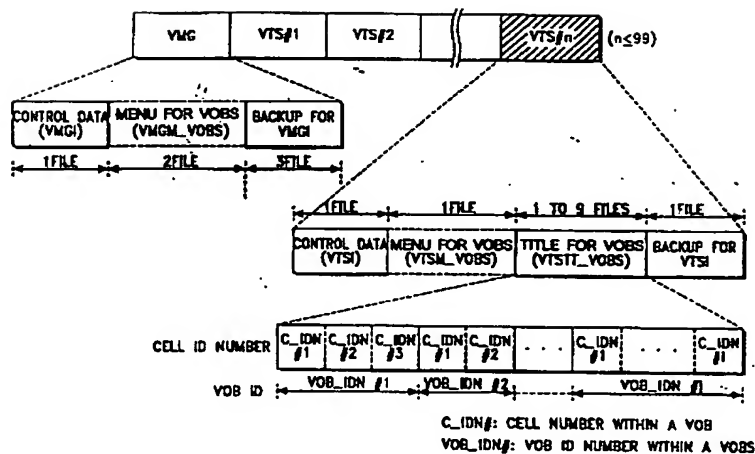 VMG VTS#1 VTS#2 VTS#n (n≤99)
CONTROL DATA (VMGI) MENU FOR VOBS (VMGM_VOBS) BACKUP FOR VMGI
1FILE 2FILE 3FILE
1FILE 1FILE 1 TO 9 FILES 1FILE
CONTROL DATA (VTSI) MENU FOR VOBS (VTSM_VOBS) TITLE FOR VOBS (VTSTT_VOBS) BACKUP FOR VTSI
CELL ID NUMBER C_IDN #1 C_IDN #2 C_IDN #3 C_IDN #1 C_IDN #2 . . . C_IDN #1 . . . C_IDN #1
VOB ID VOB_IDN #1 VOB_IDN #2 VOB_IDN #1
C_IDN#: CELL NUMBER WITHIN A VOB
VOB_IDN#: VOB ID NUMBER WITHIN A VOBS